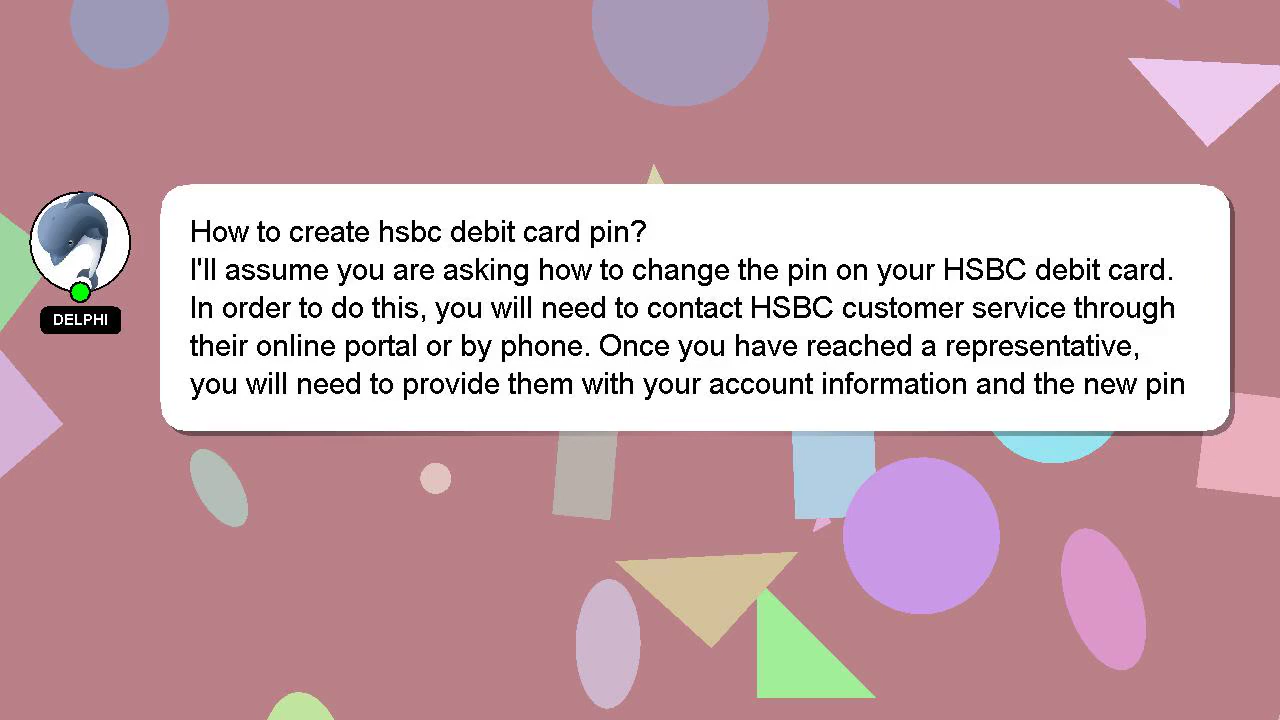 How to create hsbc debit card pin?
I'll assume you are asking how to change the pin on your HSBC debit card.
In order to do this, you will need to contact HSBC customer service through
their online portal or by phone. Once you have reached a representative,
you will need to provide them with your account information and the new pin
DELPHI